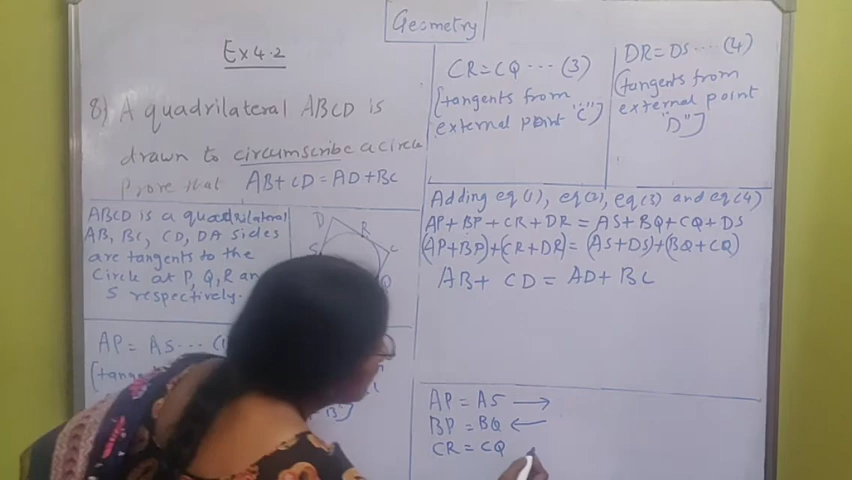 Geometry
Ex 4.2
8) A quadrilateral ABCD is
drawn to circumscribe a circle
Prove that AB+CD=AD+BC
ABCD is a quadrilateral
AB, BC, CD, DA sides
are tangents to the
Circle at P, Q, R an
S respectively.
D
R
S
C
Q
AP = AS ... (1
[tange
B"]
CR=CQ ... (3)
[tangents from
external point "C"]
DR=DS .... (4)
(tangents from
external point
"D"]
Adding eq(1), eq(2), eq(3) and eq(4)
AP+BP+CR+DR=AS+BQ+CQ+DS
(AP+BP)+(CR+DR)=(AS+DS)+(BQ+CQ)
AB+ CD=AD+BC
AP=AS →
BP=BQ ←
CR=CQ